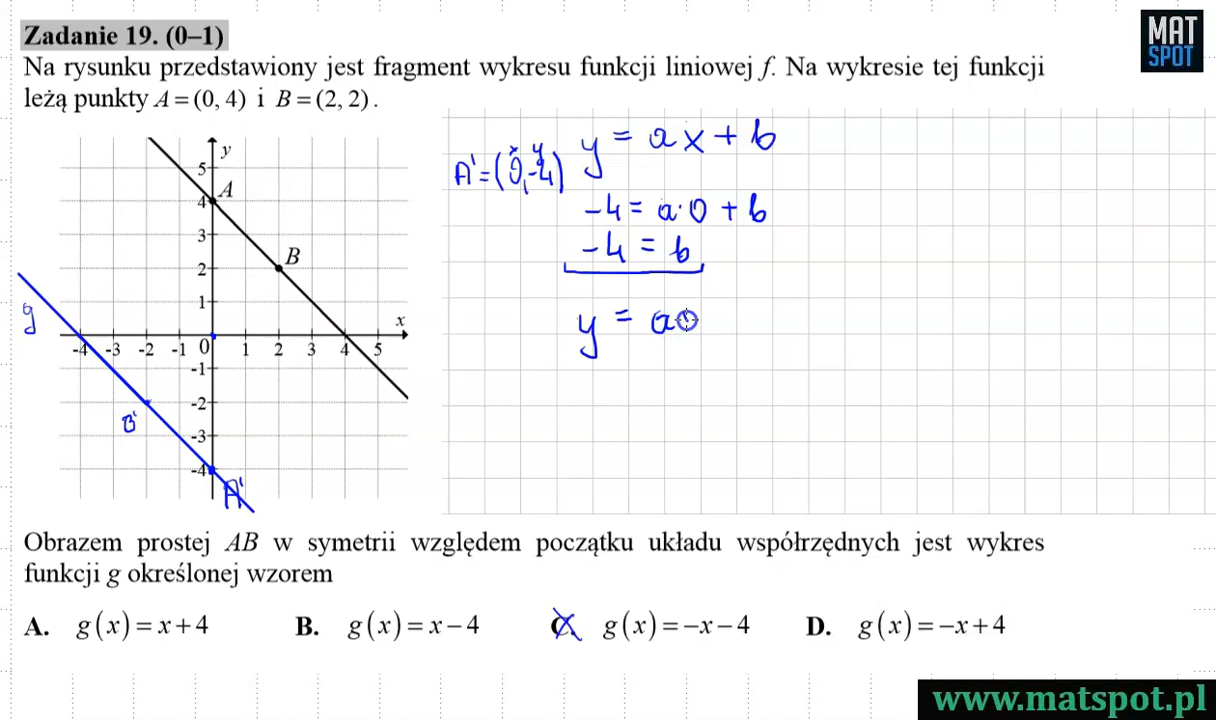 Zadanie 19. (0–1)
MAT
SPOT
Na rysunku przedstawiony jest fragment wykresu funkcji liniowej f. Na wykresie tej funkcji
leżą punkty A = (0, 4) i B = (2, 2).
y
5
A
4
3
B
2
1
x
-4 -3 -2 -1 0 1 2 3 4 5
-1
-2
-3
-4
g
B'
A'
x y
A' = (0, -4)
y = ax + b
-4 = a·0 + b
-4 = b
y = a
Obrazem prostej AB w symetrii względem początku układu współrzędnych jest wykres
funkcji g określonej wzorem
A. g(x) = x + 4 B. g(x) = x − 4 C. g(x) = −x − 4 D. g(x) = −x + 4
www.matspot.pl